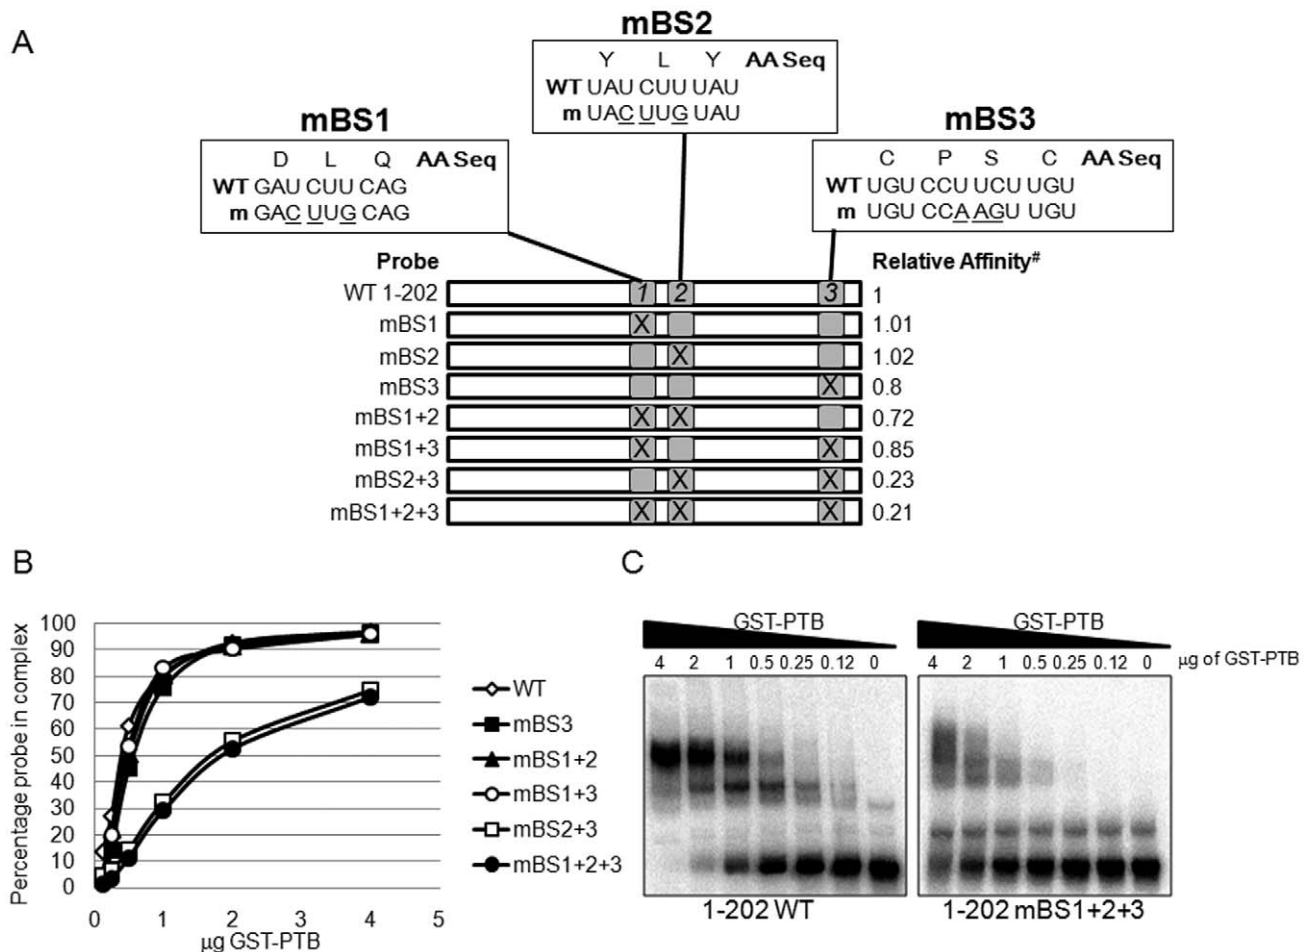 A
mBS2
Y L Y AA Seq
WT UAU CUU UAU
m UAC UUG UAU
mBS1
D L Q AA Seq
WT GAU CUU CAG
m GAC UUG CAG
mBS3
C P S C AA Seq
WT UGU CCU UCU UGU
m UGU CCA AGU UGU
Probe Relative Affinity#
WT 1-202 1 2 3 1
mBS1 X 1.01
mBS2 X 1.02
mBS3 X 0.8
mBS1+2 X X 0.72
mBS1+3 X X 0.85
mBS2+3 X X 0.23
mBS1+2+3 X X X 0.21
B
Percentage probe in complex
100
90
80
70
60
50
40
30
20
10
0
0 1 2 3 4 5
µg GST-PTB
WT
mBS3
mBS1+2
mBS1+3
mBS2+3
mBS1+2+3
C
GST-PTB GST-PTB
4 2 1 0.5 0.25 0.12 0 4 2 1 0.5 0.25 0.12 0 µg of GST-PTB
1-202 WT 1-202 mBS1+2+3